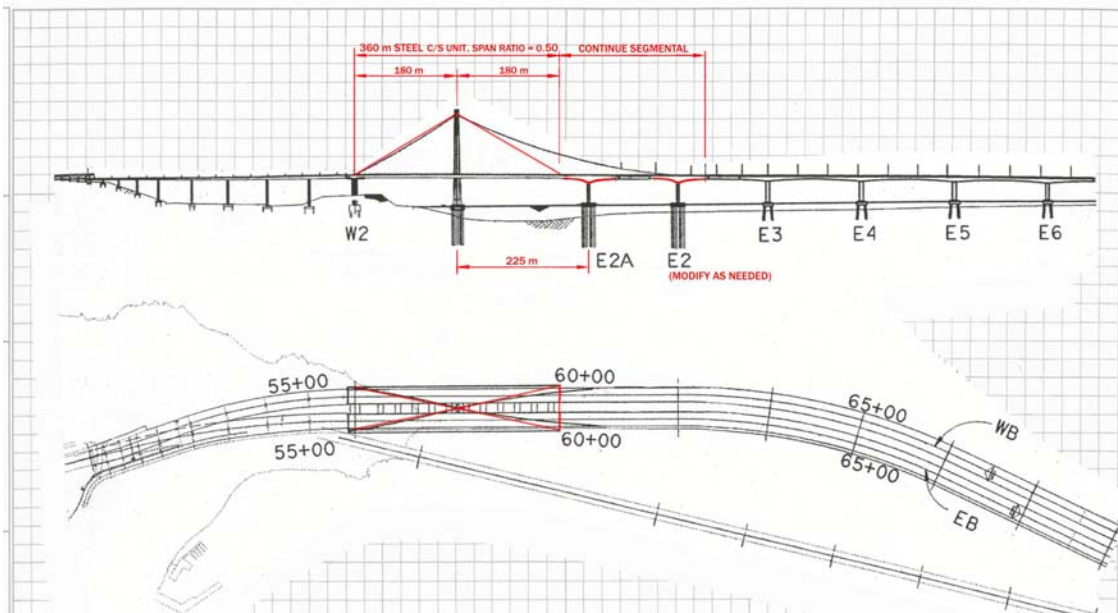 360 m STEEL C/S UNIT, SPAN RATIO = 0.50
CONTINUE SEGMENTAL
180 m
180 m
W2
225 m
E2A
E2
(MODIFY AS NEEDED)
E3
E4
E5
E6
55+00
60+00
65+00
WB
55+00
60+00
65+00
EB